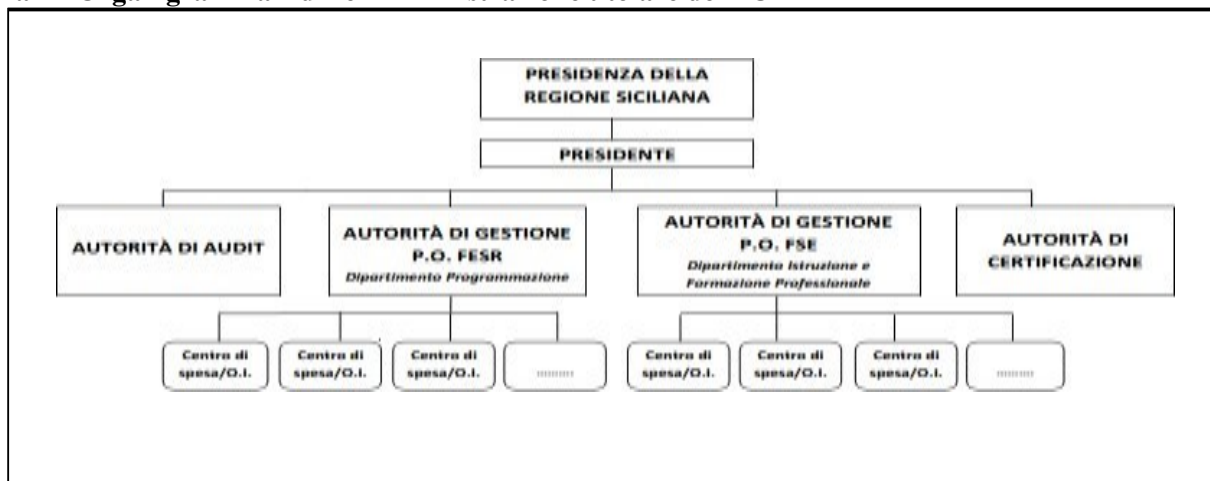 PRESIDENZA DELLA
REGIONE SICILIANA
PRESIDENTE
AUTORITÀ DI AUDIT
AUTORITÀ DI GESTIONE
P.O. FESR
Dipartimento Programmazione
AUTORITÀ DI GESTIONE
P.O. FSE
Dipartimento Istruzione e
Formazione Professionale
AUTORITÀ DI
CERTIFICAZIONE
Centro di
spesa/O.I.
Centro di
spesa/O.I.
Centro di
spesa/O.I.
..........
Centro di
spesa/O.I.
Centro di
spesa/O.I.
Centro di
spesa/O.I.
..........